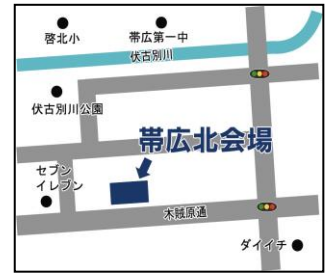 啓北小
帯広第一中
伏古別川
伏古別川公園
帯広北会場
セブン
イレブン
木賊原通
ダイイチ